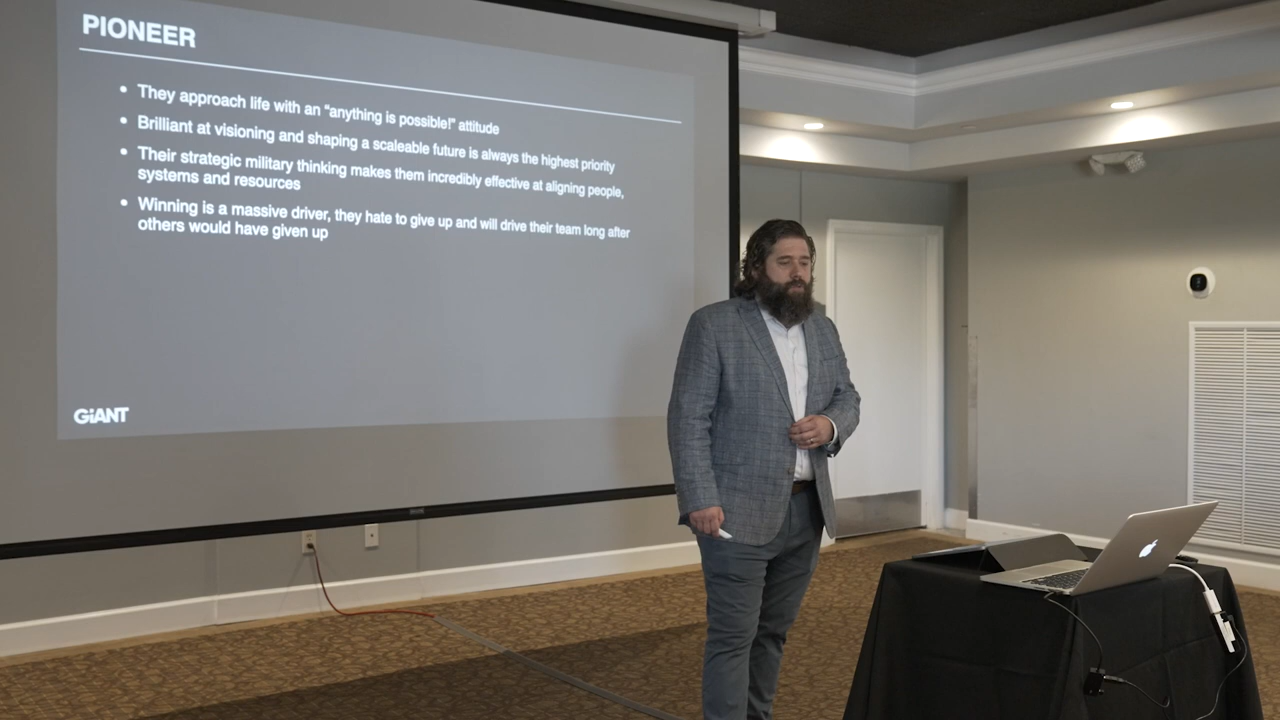 PIONEER
• They approach life with an “anything is possible!” attitude
• Brilliant at visioning and shaping a scaleable future is always the highest priority
• Their strategic military thinking makes them incredibly effective at aligning people,
systems and resources
• Winning is a massive driver, they hate to give up and will drive their team long after
others would have given up
GiANT